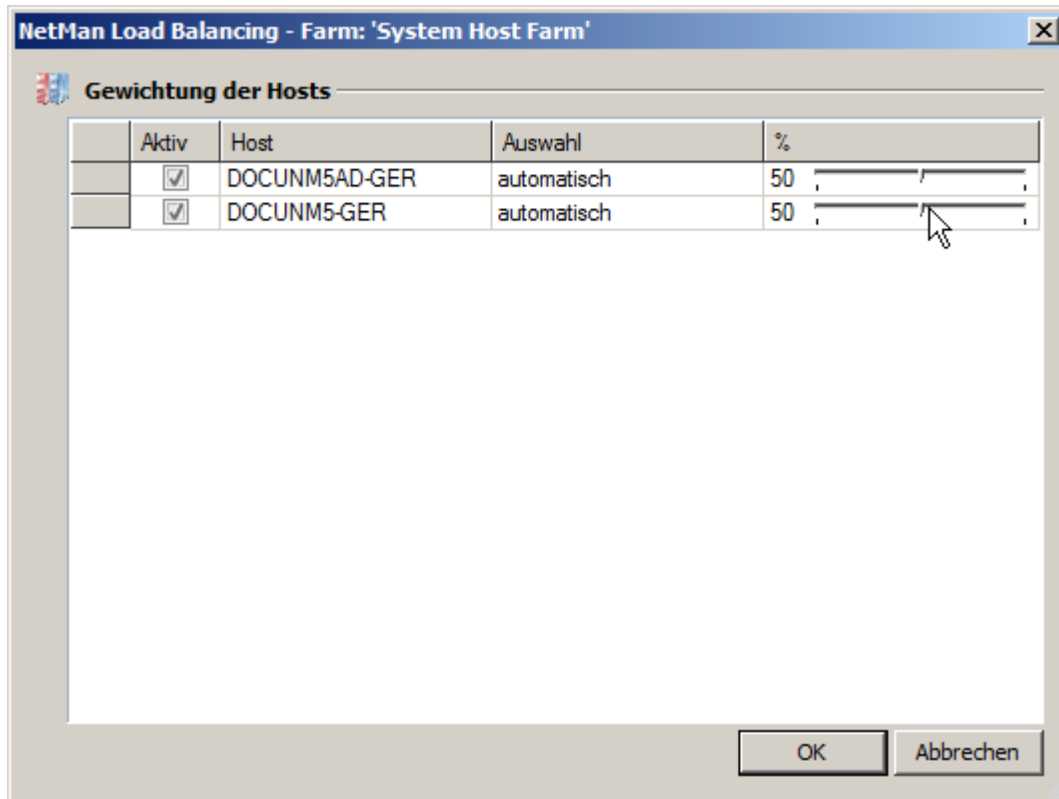 NetMan Load Balancing - Farm: 'System Host Farm'
Gewichtung der Hosts
Aktiv Host Auswahl %
DOCUNM5AD-GER automatisch 50
DOCUNM5-GER automatisch 50
OK Abbrechen